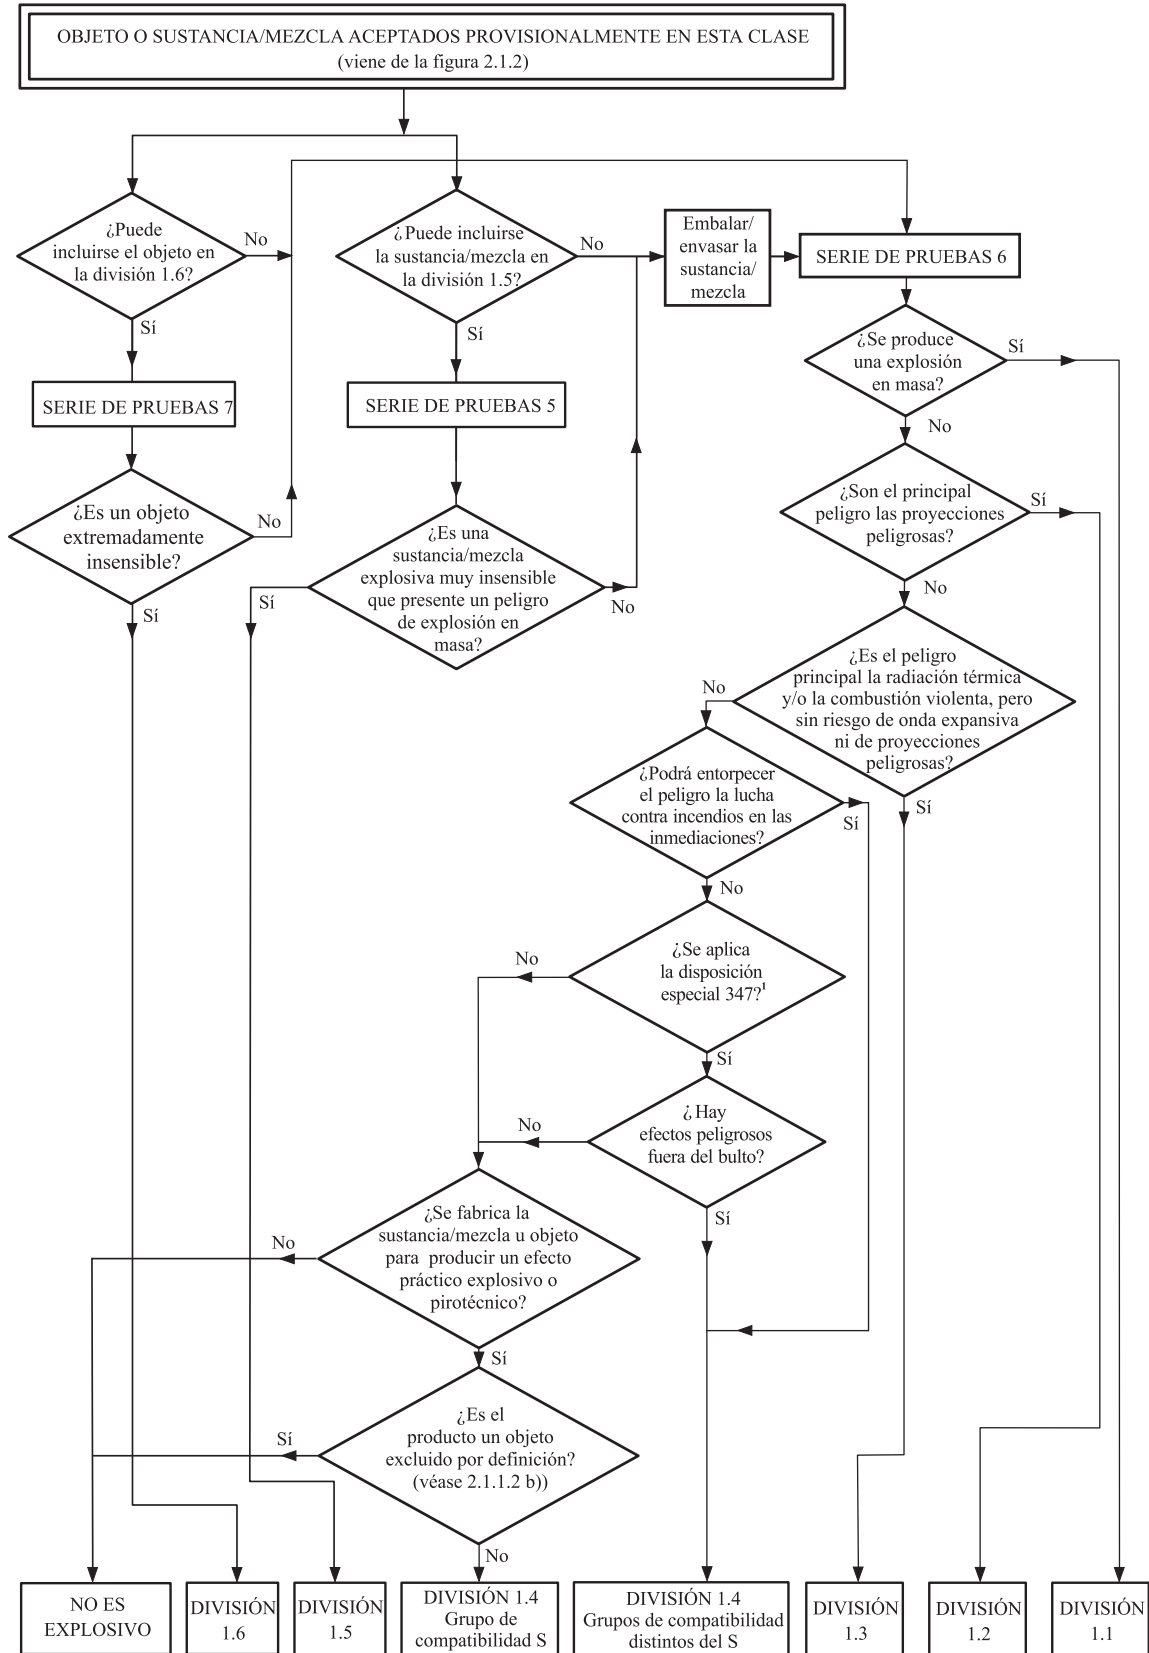 OBJETO O SUSTANCIA/MEZCLA ACEPTADOS PROVISIONALMENTE EN ESTA CLASE
(viene de la figura 2.1.2)
¿Puede
incluirse el objeto en
la división 1.6?
No
Sí
SERIE DE PRUEBAS 7
¿Es un objeto
extremadamente
insensible?
No
Sí
¿Puede incluirse
la sustancia/mezcla en
la división 1.5?
No
Sí
SERIE DE PRUEBAS 5
¿Es una
sustancia/mezcla
explosiva muy insensible
que presente un peligro
de explosión en
masa?
Sí
No
Embalar/
envasar la
sustancia/
mezcla
SERIE DE PRUEBAS 6
¿Se produce
una explosión
en masa?
Sí
No
¿Son el principal
peligro las proyecciones
peligrosas?
Sí
No
¿Es el peligro
principal la radiación térmica
y/o la combustión violenta, pero
sin riesgo de onda expansiva
ni de proyecciones
peligrosas?
No
Sí
¿Podrá entorpecer
el peligro la lucha
contra incendios en las
inmediaciones?
Sí
No
¿Se aplica
la disposición
especial 347?¹
No
Sí
¿Hay
efectos peligrosos
fuera del bulto?
No
Sí
¿Se fabrica la
sustancia/mezcla u objeto
para producir un efecto
práctico explosivo o
pirotécnico?
No
Sí
¿Es el
producto un objeto
excluido por definición?
(véase 2.1.1.2 b))
Sí
No
NO ES
EXPLOSIVO
DIVISIÓN
1.6
DIVISIÓN
1.5
DIVISIÓN 1.4
Grupo de
compatibilidad S
DIVISIÓN 1.4
Grupos de compatibilidad
distintos del S
DIVISIÓN
1.3
DIVISIÓN
1.2
DIVISIÓN
1.1